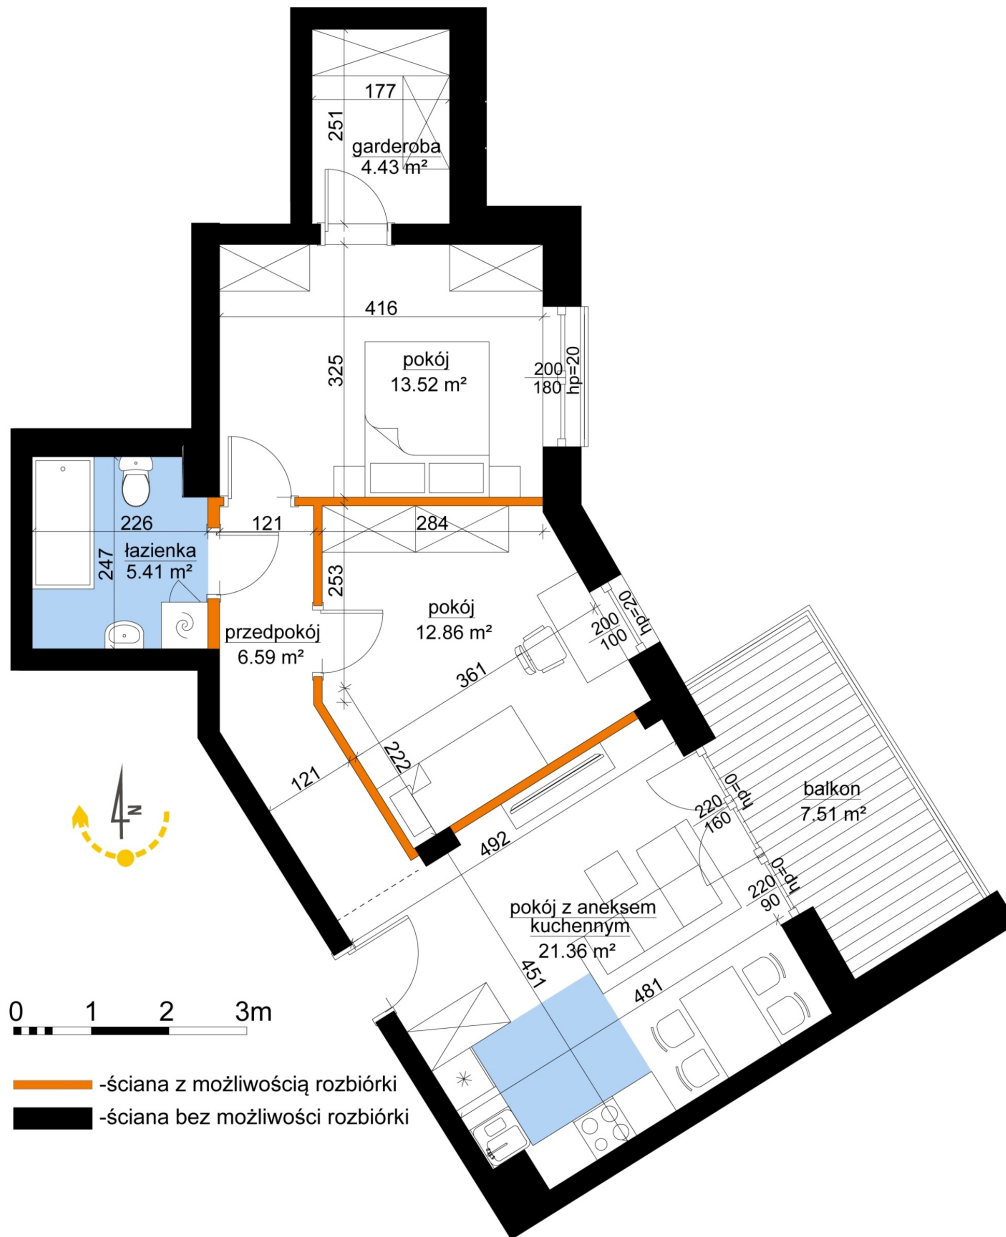 177
251
garderoba
4.43 m²
416
325
pokój
13.52 m²
200
180
hp=20
226
247
łazienka
5.41 m²
121
284
253
pokój
12.86 m²
200
100
hp=20
przedpokój
6.59 m²
361
222
121
492
220
160
hp=0
balkon
7.51 m²
220
90
hp=0
pokój z aneksem
kuchennym
21.36 m²
451
481
N
0 1 2 3m
-ściana z możliwością rozbiórki
-ściana bez możliwości rozbiórki